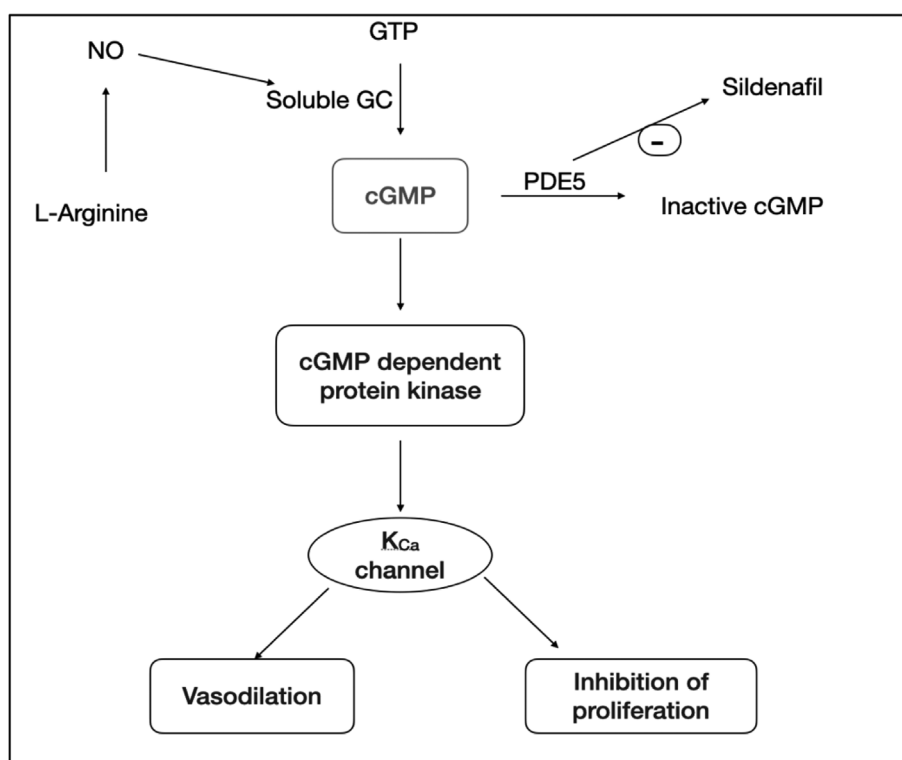 GTP
NO
Soluble GC
Sildenafil
-
PDE5
cGMP
Inactive cGMP
L-Arginine
cGMP dependent
protein kinase
KCa
channel
Vasodilation
Inhibition of
proliferation